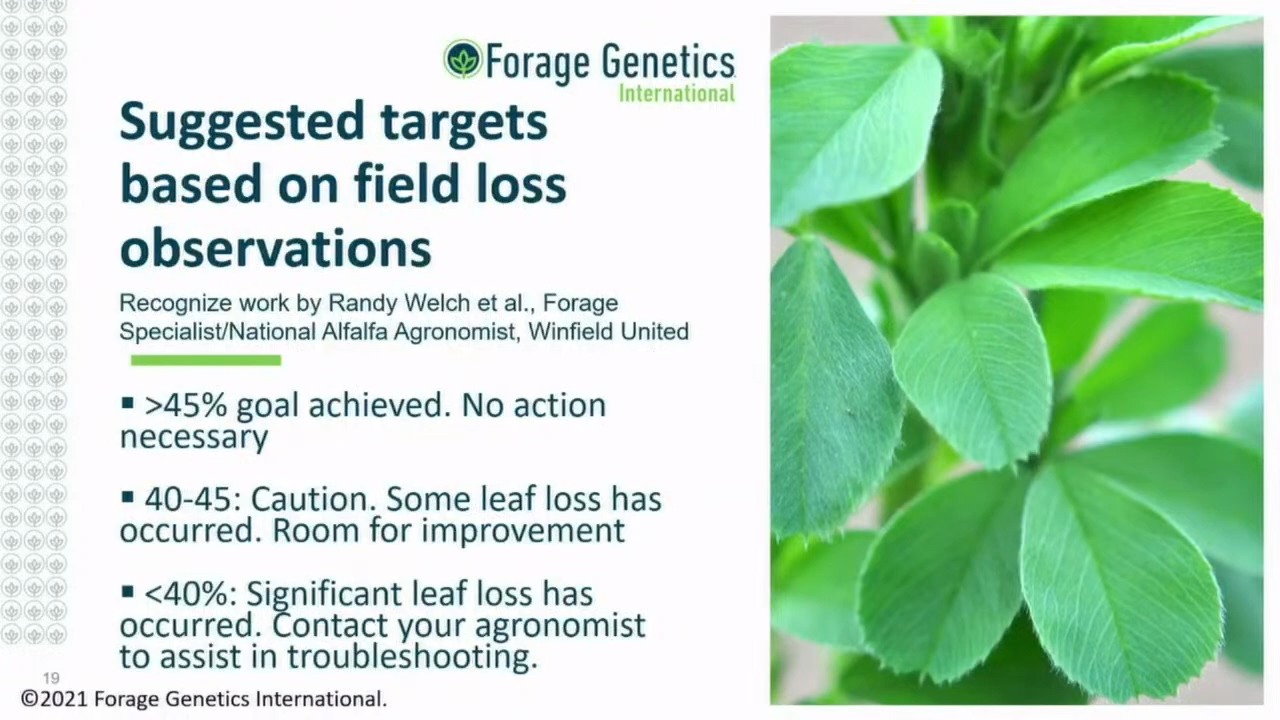 Forage Genetics
International
Suggested targets
based on field loss
observations
Recognize work by Randy Welch et al., Forage
Specialist/National Alfalfa Agronomist, Winfield United
▪ >45% goal achieved. No action
necessary
▪ 40-45: Caution. Some leaf loss has
occurred. Room for improvement
▪ <40%: Significant leaf loss has
occurred. Contact your agronomist
to assist in troubleshooting.
19
©2021 Forage Genetics International.